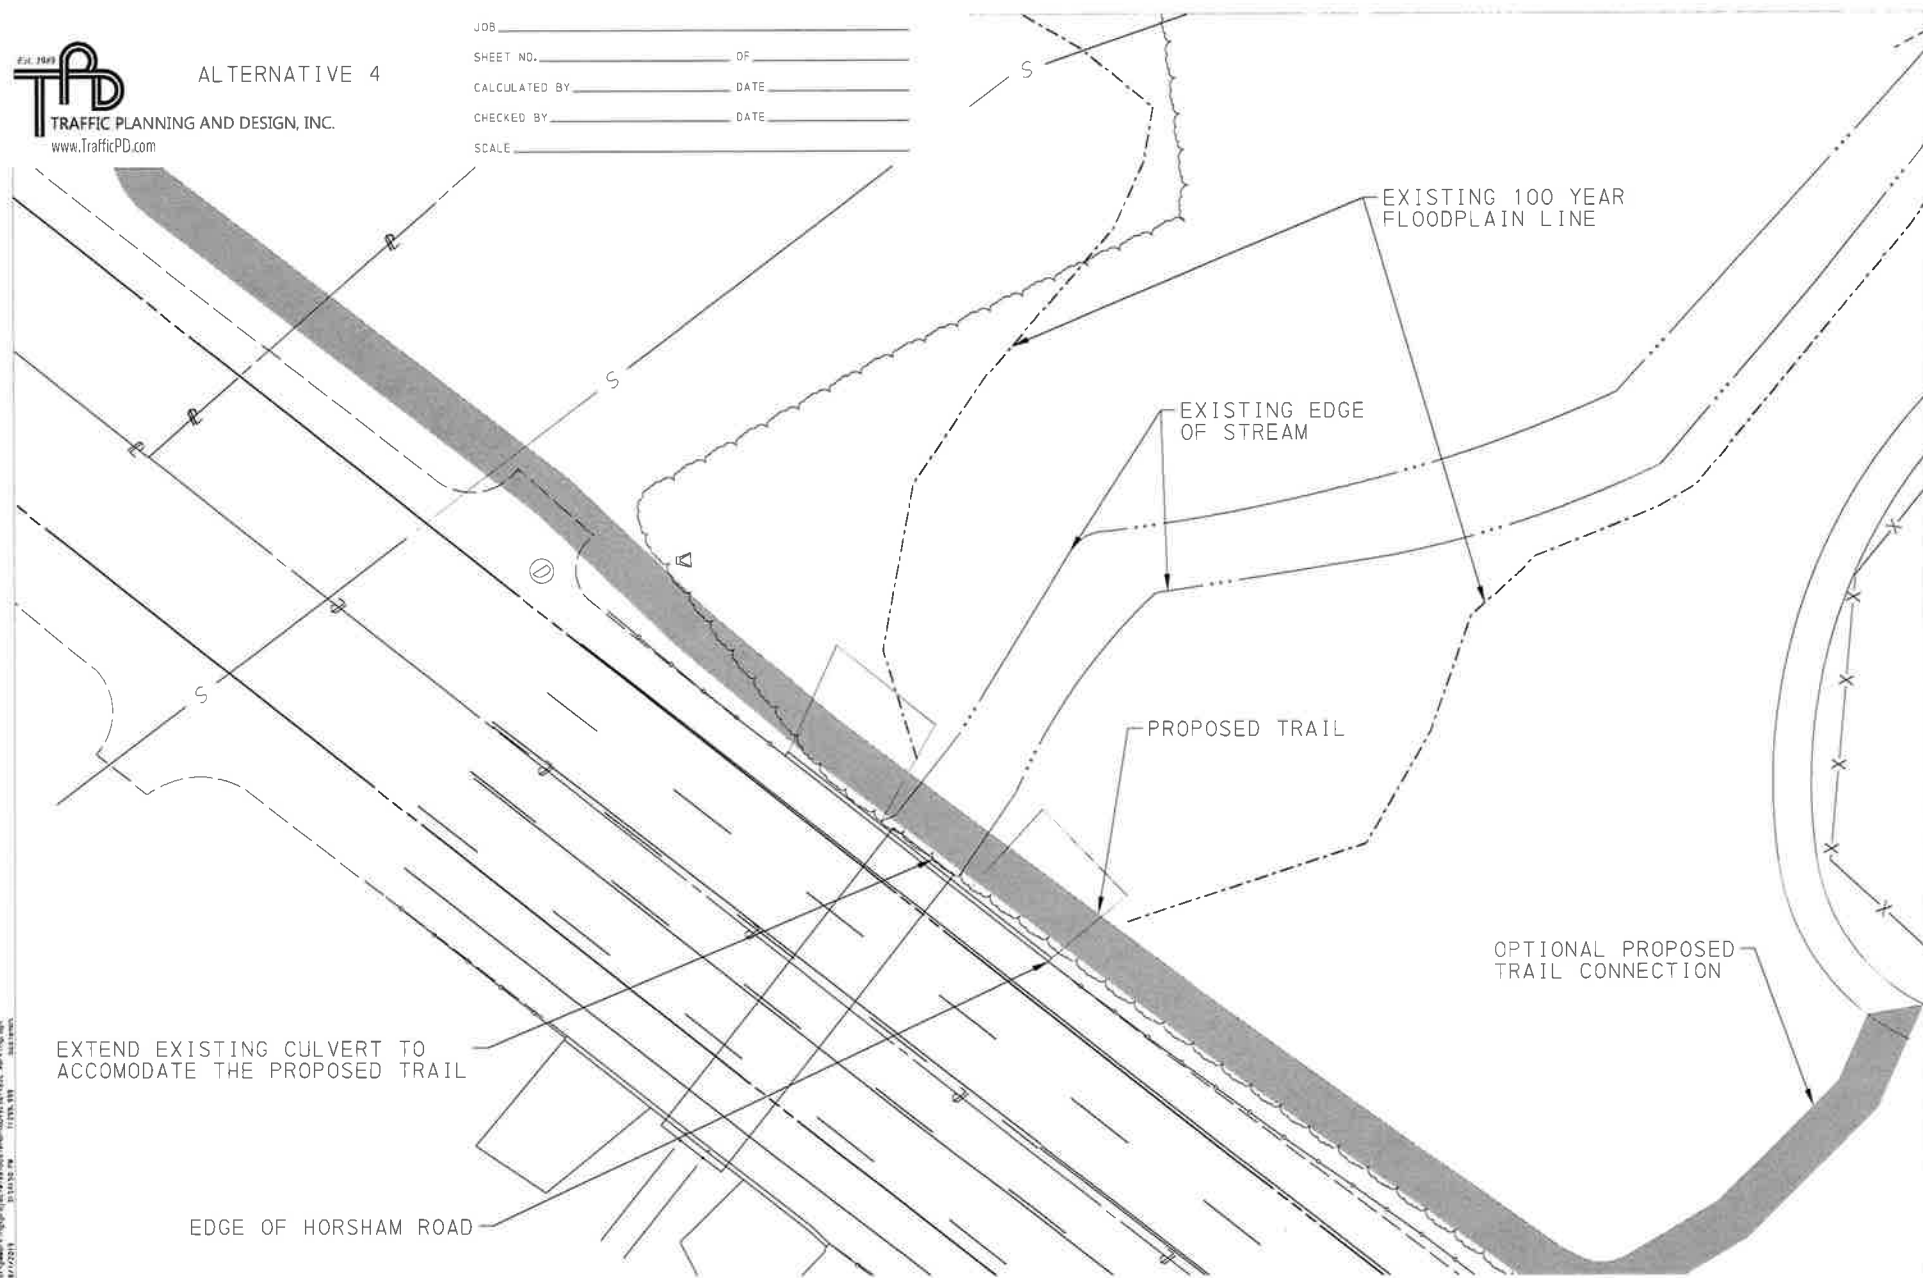 Est. 1989
TPD
TRAFFIC PLANNING AND DESIGN, INC.
www.TrafficPD.com
ALTERNATIVE 4
JOB
SHEET NO. OF
CALCULATED BY DATE
CHECKED BY DATE
SCALE
S
EXISTING 100 YEAR
FLOODPLAIN LINE
S
EXISTING EDGE
OF STREAM
D
S
PROPOSED TRAIL
OPTIONAL PROPOSED
TRAIL CONNECTION
EXTEND EXISTING CULVERT TO
ACCOMODATE THE PROPOSED TRAIL
EDGE OF HORSHAM ROAD